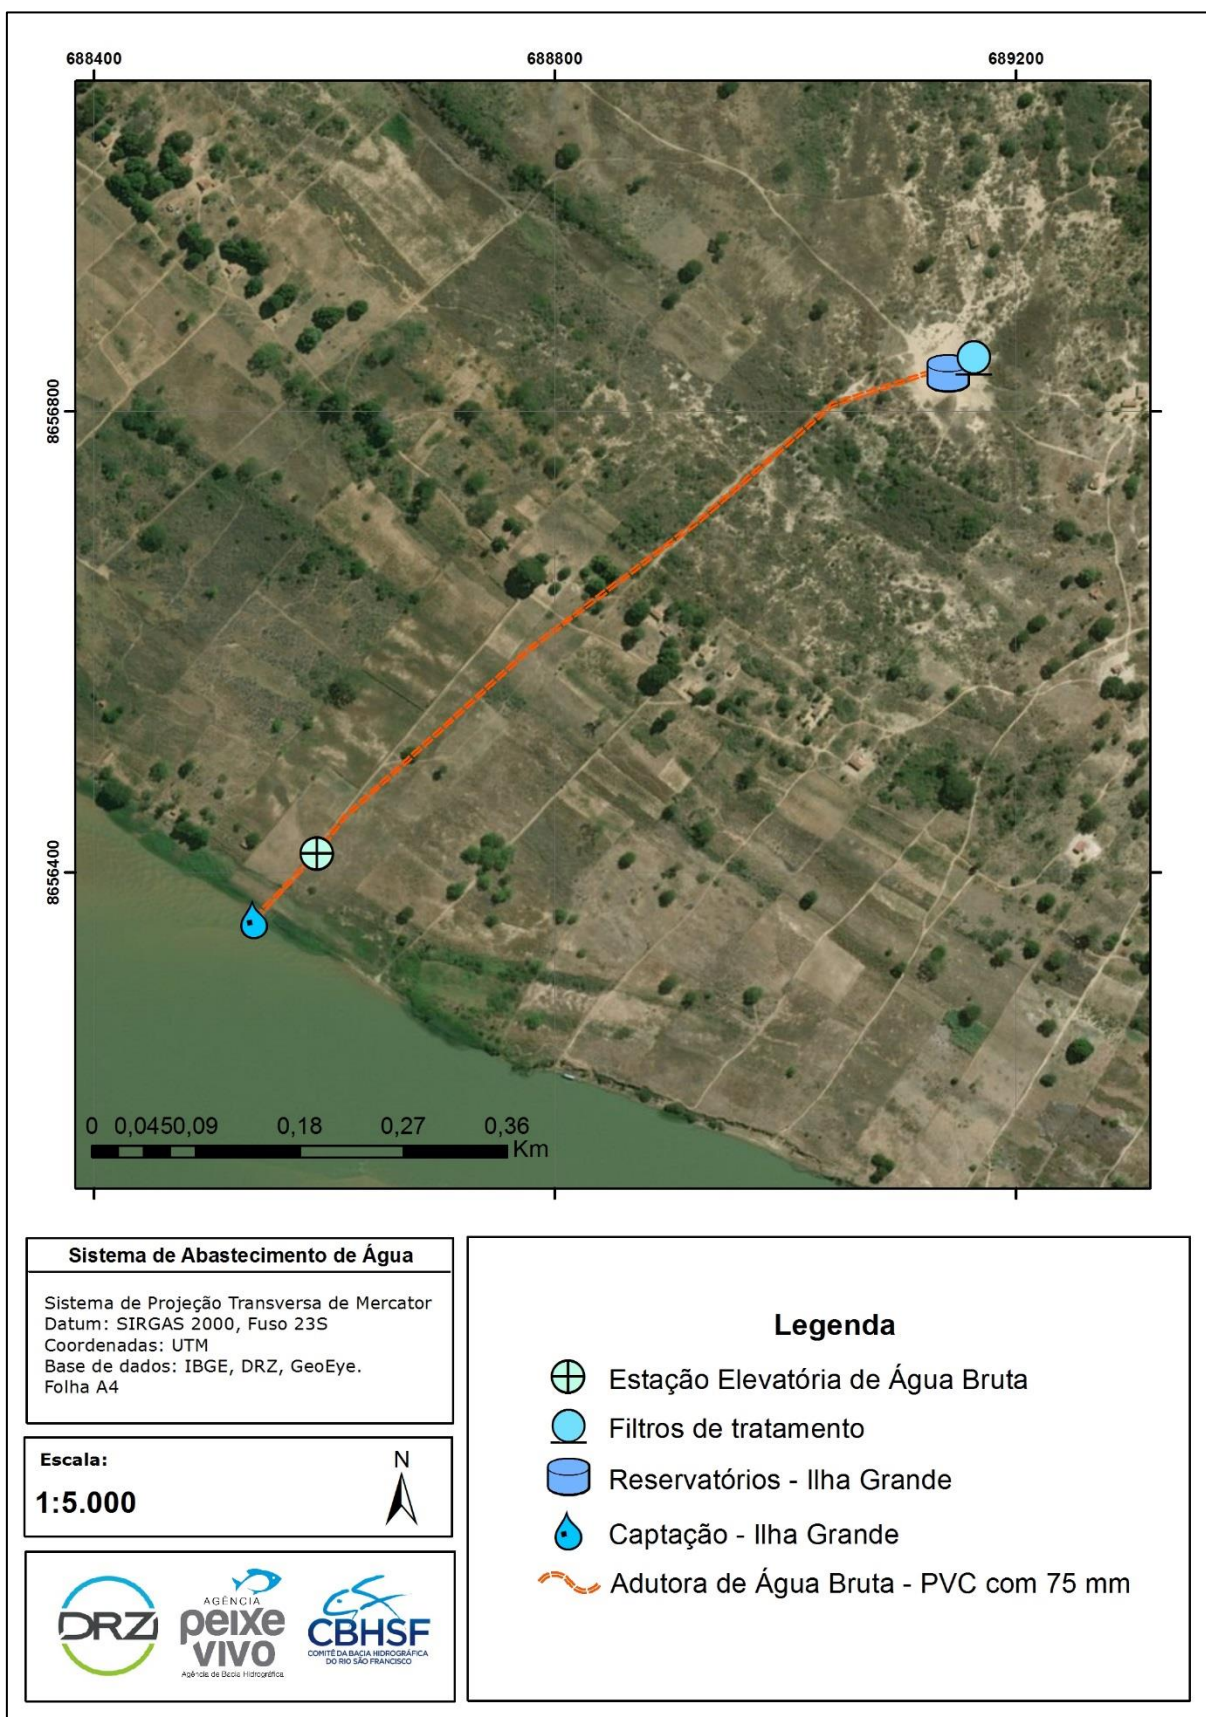 688400 688800 689200
8656800
8656400
0 0,0450,09 0,18 0,27 0,36
Km
Sistema de Abastecimento de Água
Sistema de Projeção Transversa de Mercator
Datum: SIRGAS 2000, Fuso 23S
Coordenadas: UTM
Base de dados: IBGE, DRZ, GeoEye.
Folha A4
Escala:
1:5.000
N
DRZ
AGÊNCIA
peixe
VIVO
Agência de Bacia Hidrográfica
CBHSF
COMITÊ DA BACIA HIDROGRÁFICA
DO RIO SÃO FRANCISCO
Legenda
Estação Elevatória de Água Bruta
Filtros de tratamento
Reservatórios - Ilha Grande
Captação - Ilha Grande
Adutora de Água Bruta - PVC com 75 mm